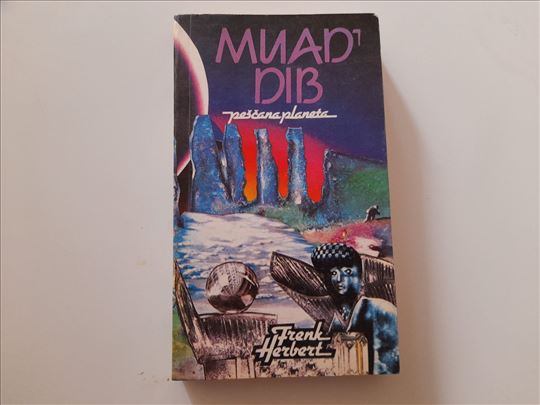 MUAD'
DIB
peščana planeta
Frenk
Herbert